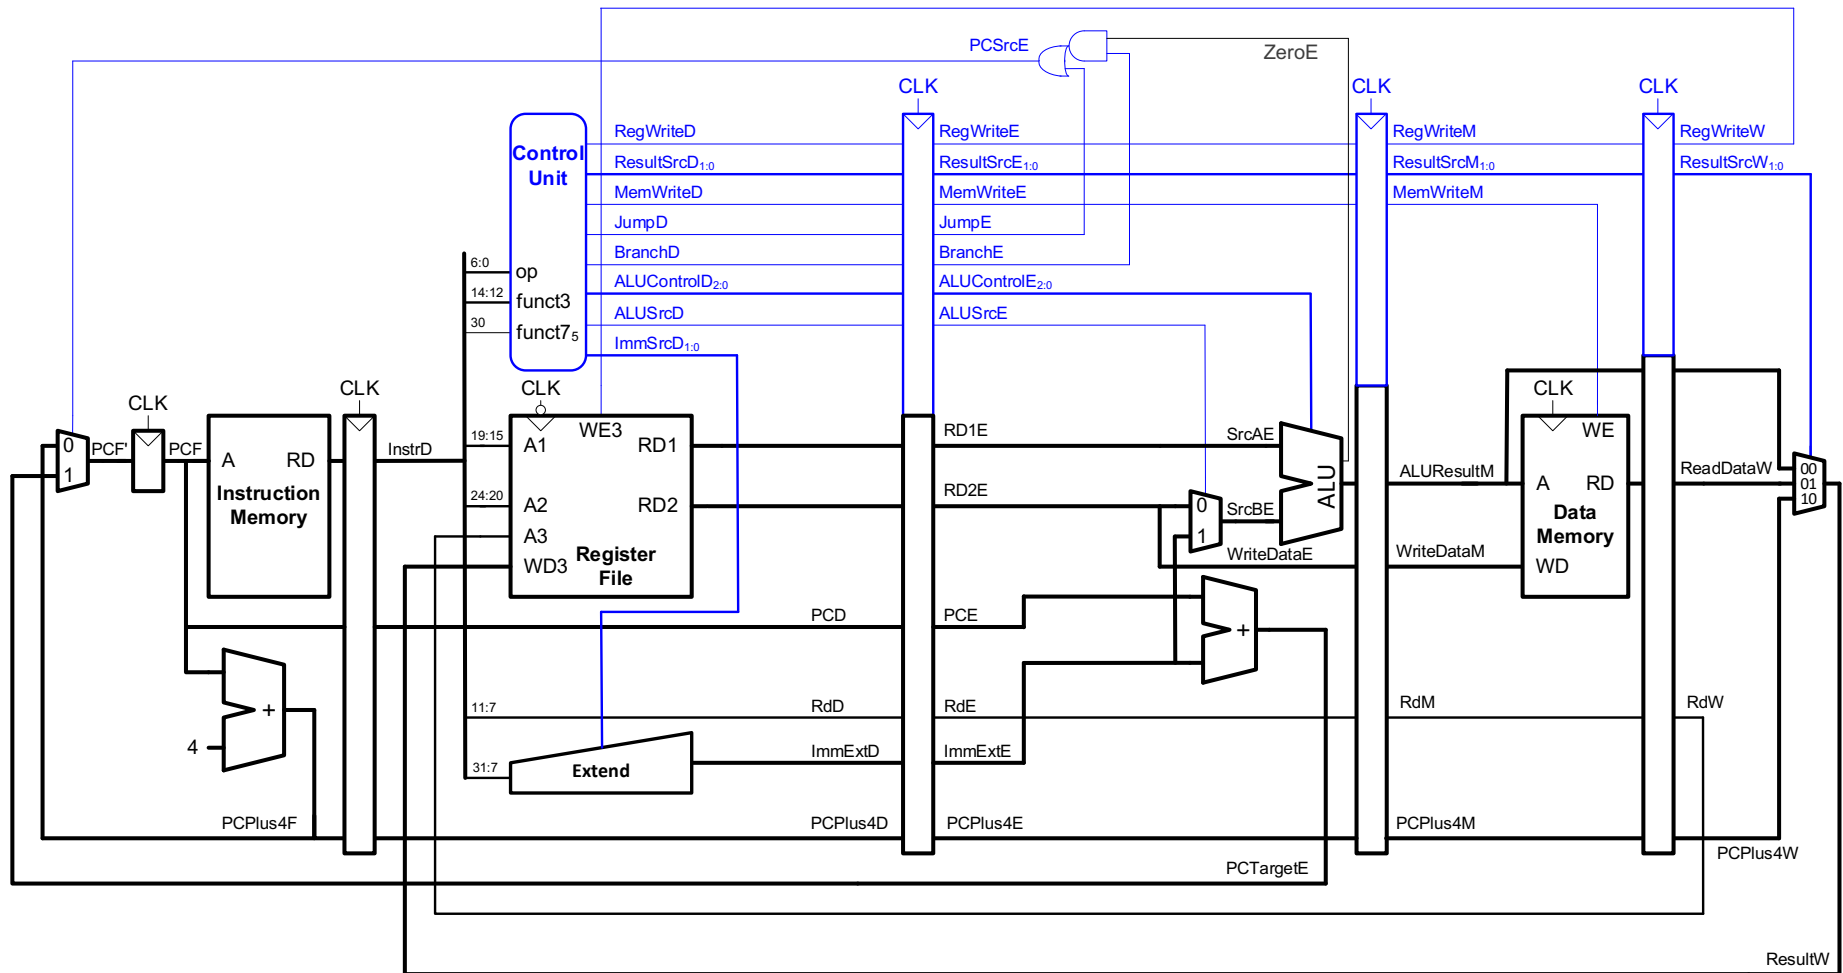 PCSrcE
ZeroE
CLK
CLK
CLK
Control
Unit
RegWriteD
RegWriteE
RegWriteM
RegWriteW
ResultSrcD1:0
ResultSrcE1:0
ResultSrcM1:0
ResultSrcW1:0
MemWriteD
MemWriteE
MemWriteM
JumpD
JumpE
BranchD
BranchE
6:0
op
ALUControlD2:0
ALUControlE2:0
14:12
funct3
ALUSrcD
ALUSrcE
30
funct75
ImmSrcD1:0
CLK
CLK
CLK
CLK
0
1
PCF'
PCF
A
RD
Instruction
Memory
InstrD
19:15
A1
WE3
RD1
RD1E
SrcAE
ALU
ALUResultM
A
WE
RD
ReadDataW
00
01
10
24:20
A2
RD2
RD2E
0
1
SrcBE
Data
Memory
A3
WD3
Register
File
WriteDataE
WriteDataM
WD
PCD
PCE
+
+
4
11:7
RdD
RdE
RdM
RdW
31:7
Extend
ImmExtD
ImmExtE
PCPlus4F
PCPlus4D
PCPlus4E
PCPlus4M
PCPlus4W
PCTargetE
ResultW